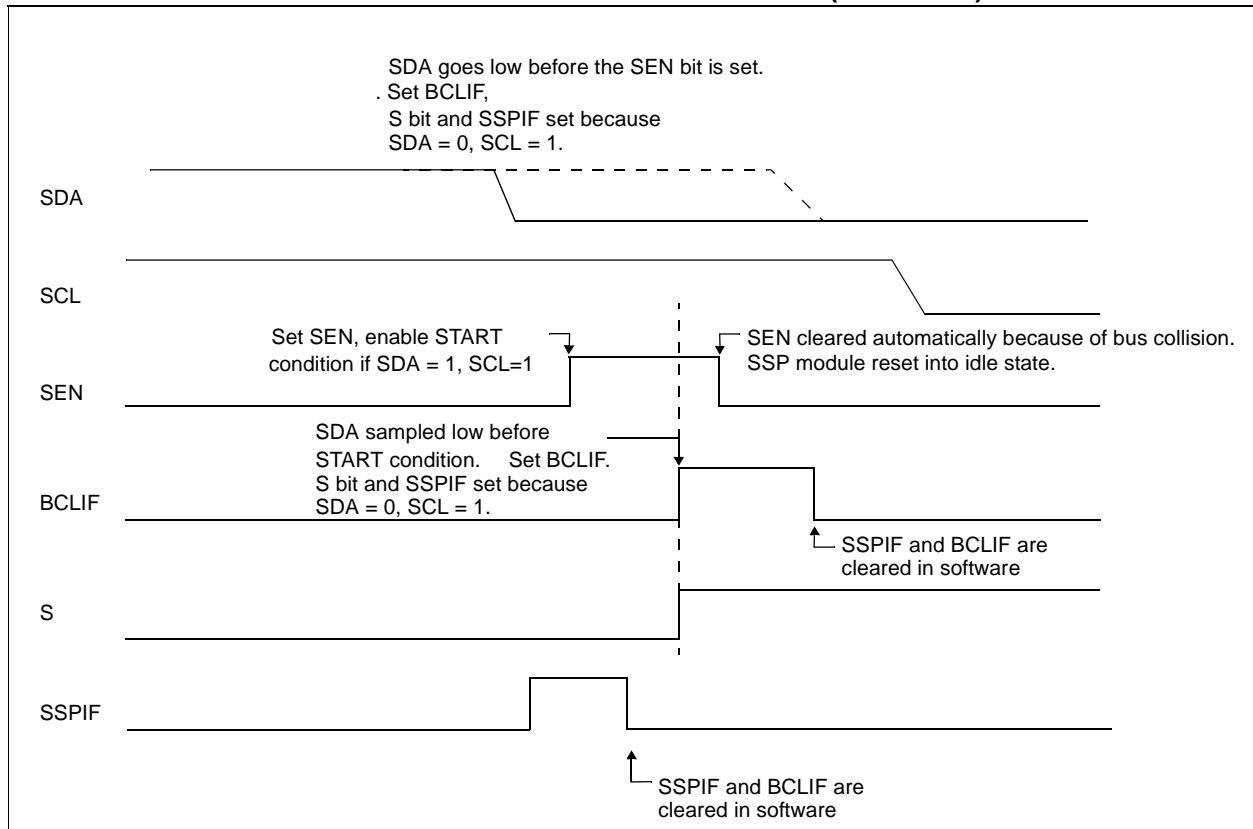 SDA goes low before the SEN bit is set.
. Set BCLIF,
S bit and SSPIF set because
SDA = 0, SCL = 1.
SDA
SCL
Set SEN, enable START
condition if SDA = 1, SCL=1
SEN cleared automatically because of bus collision.
SSP module reset into idle state.
SEN
SDA sampled low before
START condition. Set BCLIF.
S bit and SSPIF set because
SDA = 0, SCL = 1.
BCLIF
SSPIF and BCLIF are
cleared in software
S
SSPIF
SSPIF and BCLIF are
cleared in software